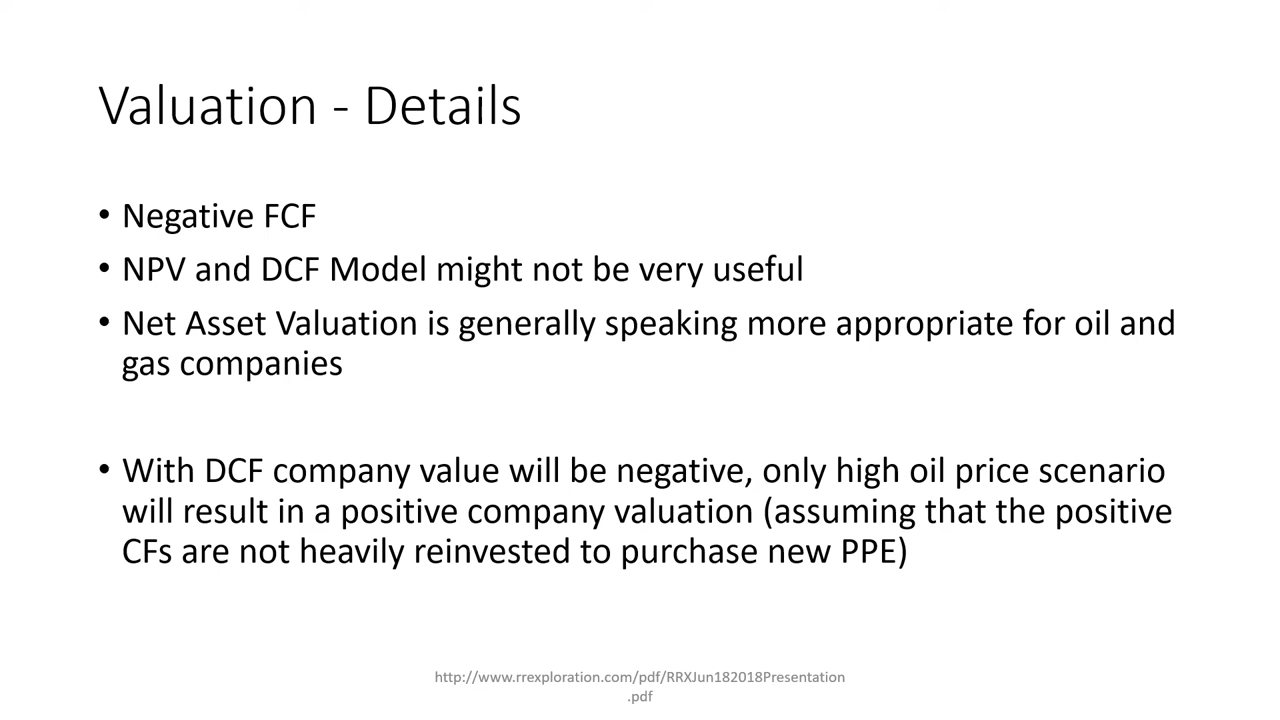 Valuation - Details
• Negative FCF
• NPV and DCF Model might not be very useful
• Net Asset Valuation is generally speaking more appropriate for oil and
gas companies
• With DCF company value will be negative, only high oil price scenario
will result in a positive company valuation (assuming that the positive
CFs are not heavily reinvested to purchase new PPE)
http://www.rrexploration.com/pdf/RRXJun182018Presentation
.pdf